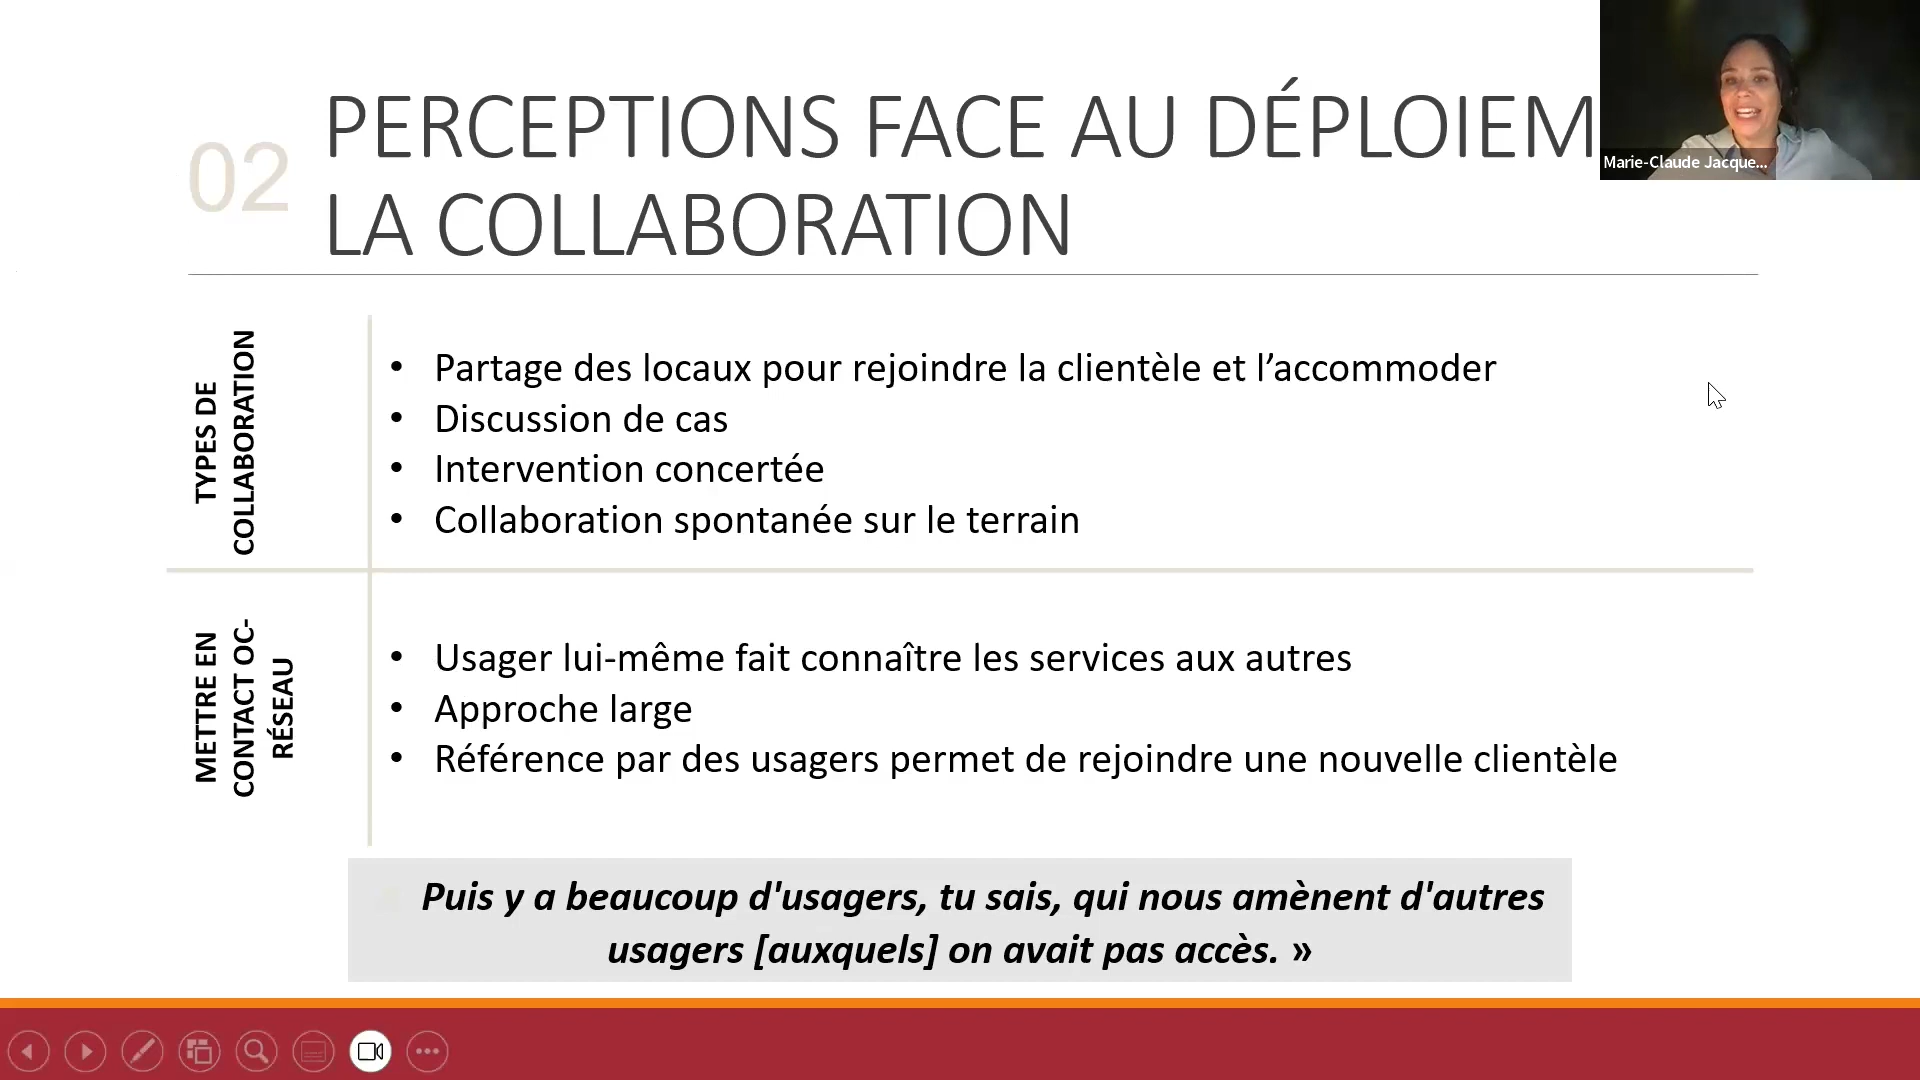 02
PERCEPTIONS FACE AU DÉPLOIEM
LA COLLABORATION
Marie-Claude Jacque...
TYPES DE
COLLABORATION
• Partage des locaux pour rejoindre la clientèle et l’accommoder
• Discussion de cas
• Intervention concertée
• Collaboration spontanée sur le terrain
METTRE EN
CONTACT OC-
RÉSEAU
• Usager lui-même fait connaître les services aux autres
• Approche large
• Référence par des usagers permet de rejoindre une nouvelle clientèle
Puis y a beaucoup d'usagers, tu sais, qui nous amènent d'autres
usagers [auxquels] on avait pas accès. »